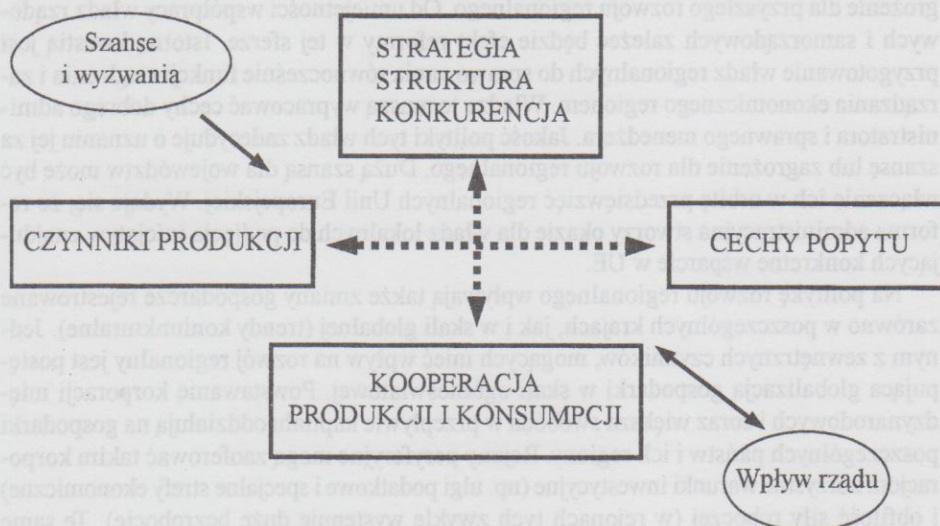 Szanse
i wyzwania
STRATEGIA
STRUKTURA
KONKURENCJA
CZYNNIKI PRODUKCJI
CECHY POPYTU
KOOPERACJA
PRODUKCJI I KONSUMPCJI
Wpływ rządu